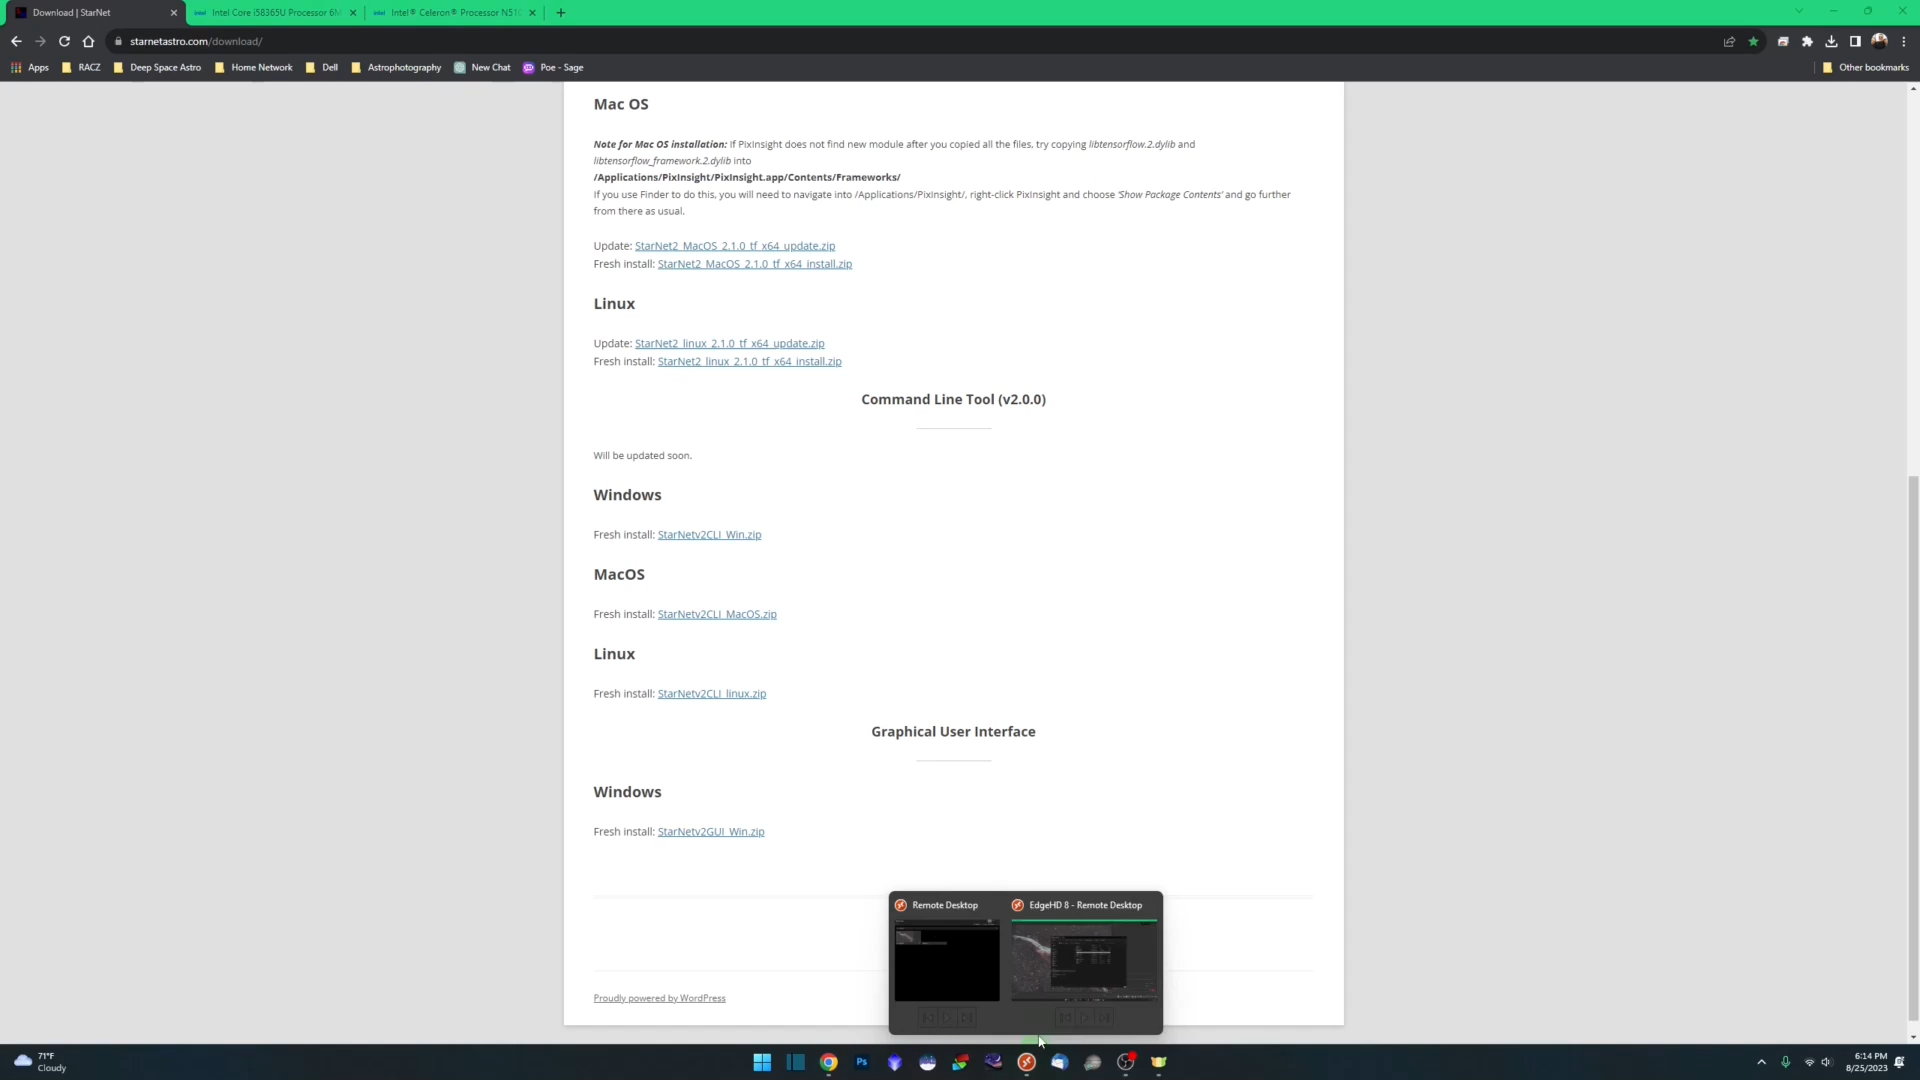 Download | StarNet
Intel Core i58365U Processor 6M
Intel® Celeron® Processor N510
starnetastro.com/download/
Apps
RACZ
Deep Space Astro
Home Network
Dell
Astrophotography
New Chat
Poe - Sage
Other bookmarks
Mac OS
Note for Mac OS installation: If PixInsight does not find new module after you copied all the files, try copying libtensorflow.2.dylib and
libtensorflow_framework.2.dylib into
/Applications/PixInsight/PixInsight.app/Contents/Frameworks/
If you use Finder to do this, you will need to navigate into /Applications/PixInsight/, right-click PixInsight and choose ‘Show Package Contents’ and go further
from there as usual.
Update: StarNet2_MacOS_2.1.0_tf_x64_update.zip
Fresh install: StarNet2_MacOS_2.1.0_tf_x64_install.zip
Linux
Update: StarNet2_linux_2.1.0_tf_x64_update.zip
Fresh install: StarNet2_linux_2.1.0_tf_x64_install.zip
Command Line Tool (v2.0.0)
Will be updated soon.
Windows
Fresh install: StarNetv2CLI_Win.zip
MacOS
Fresh install: StarNetv2CLI_MacOS.zip
Linux
Fresh install: StarNetv2CLI_linux.zip
Graphical User Interface
Windows
Fresh install: StarNetv2GUI_Win.zip
Remote Desktop
EdgeHD 8 - Remote Desktop
Proudly powered by WordPress
71°F
Cloudy
Ps
6:14 PM
8/25/2023